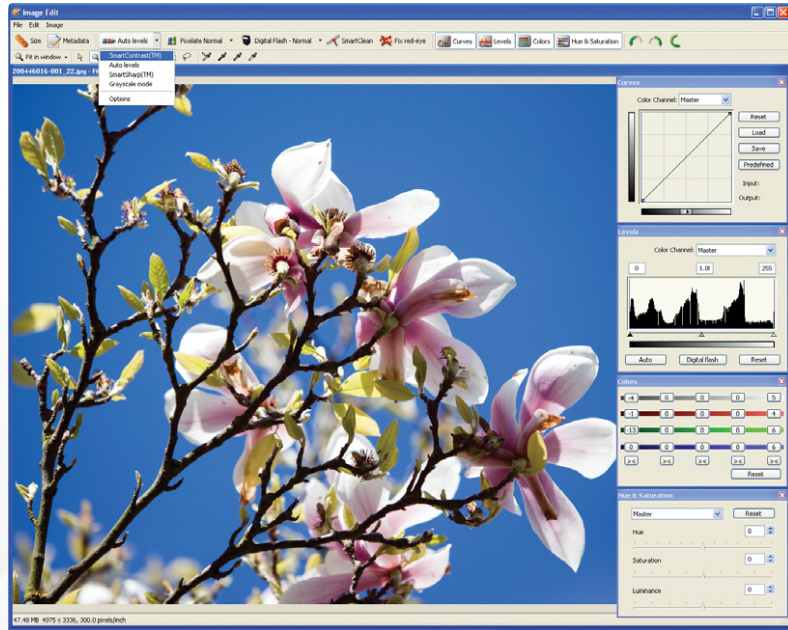 Image Edit
File Edit Image
Size Metadata Auto levels Pixelate Normal Digital Flash - Normal SmartClean Fix red-eye Curves Levels Colors Hue & Saturation
Fit in window
SmartContrast(TM)
Auto levels
SmartSharp(TM)
Grayscale mode
Options
Curves
Color Channel: Master
Reset
Load
Save
Predefined
Input:
Output:
Levels
Color Channel: Master
0 255
Auto Digital flash Reset
Colors
-4 0 0 0 5
-1 0 0 0 4
-13 0 0 0 6
0 0 0 0 6
>< >< >< >< ><
Reset
Hue & Saturation
Master Reset
Hue 0
Saturation 0
Luminance 0
47.48 MB 4975 x 3336, 300.0 pixels/inch